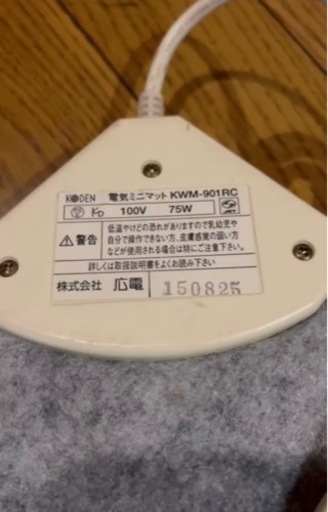 KODEN 電気ミニマット KWM-901RC
100V 75W
警告 低温やけどの恐れがありますので乳幼児や
自分で操作できない方、皮膚感覚の弱い方
などが使用される場合は特にご注意下さい。
詳しくは取扱説明書をよくお読み下さい
株式会社 広電 150825